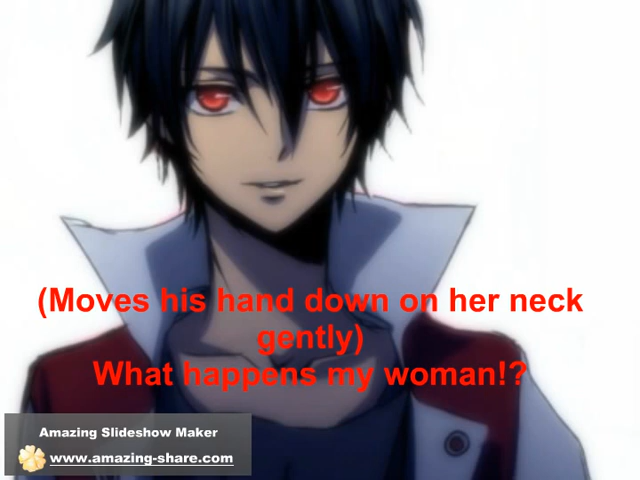 (Moves his hand down on her neck
gently)
What happens my woman!?
Amazing Slideshow Maker
www.amazing-share.com